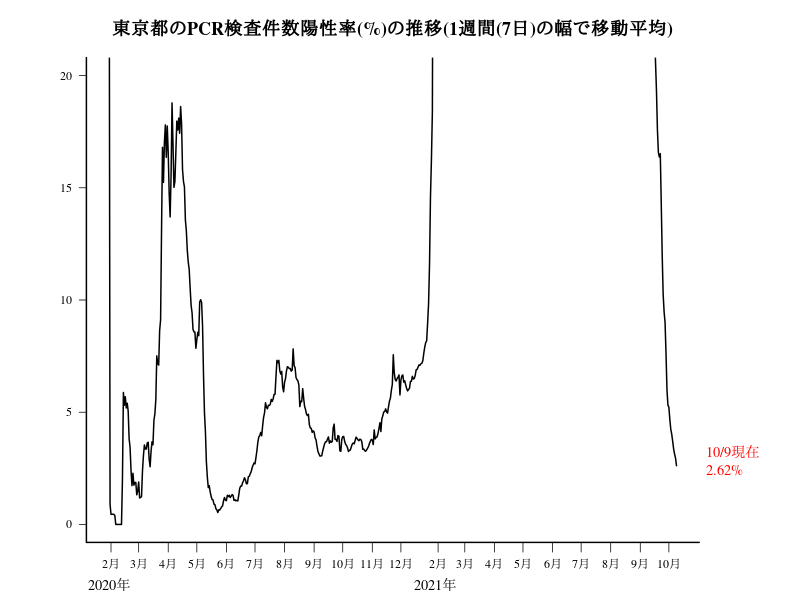 東京都のPCR検査件数陽性率(%)の推移(1週間(7日)の幅で移動平均)
20
15
10
5
0
10/9現在
2.62%
2月 3月 4月 5月 6月 7月 8月 9月 10月 11月 12月 2月 3月 4月 5月 6月 7月 8月 9月 10月
2020年 2021年